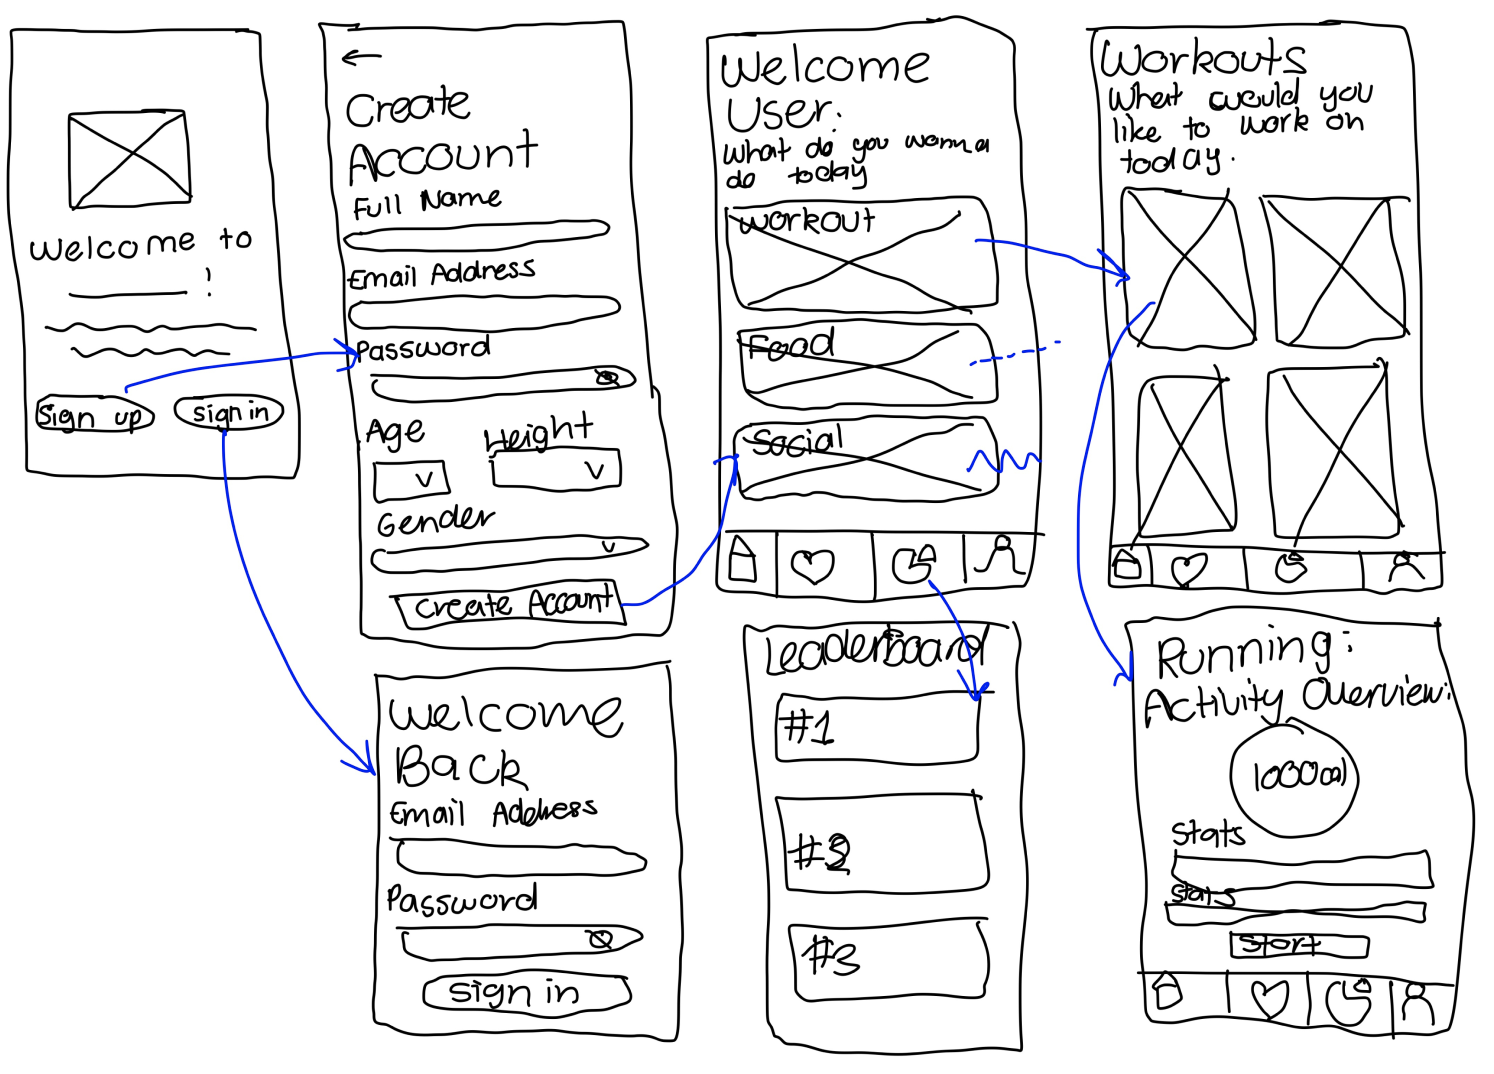 Welcome to
!
Sign up
sign in
Create
Account
Full Name
Email Address
Password
Age
Height
Gender
Create Account
Welcome
Back
Email Address
Password
Sign in
Welcome
User.
What do you wanna
do today
Workout
Food
Social
Leaderboard
#1
#2
#3
Workouts
What would you
like to work on
today.
Running:
Activity Overview:
1000cal
Stats
Stats
Start